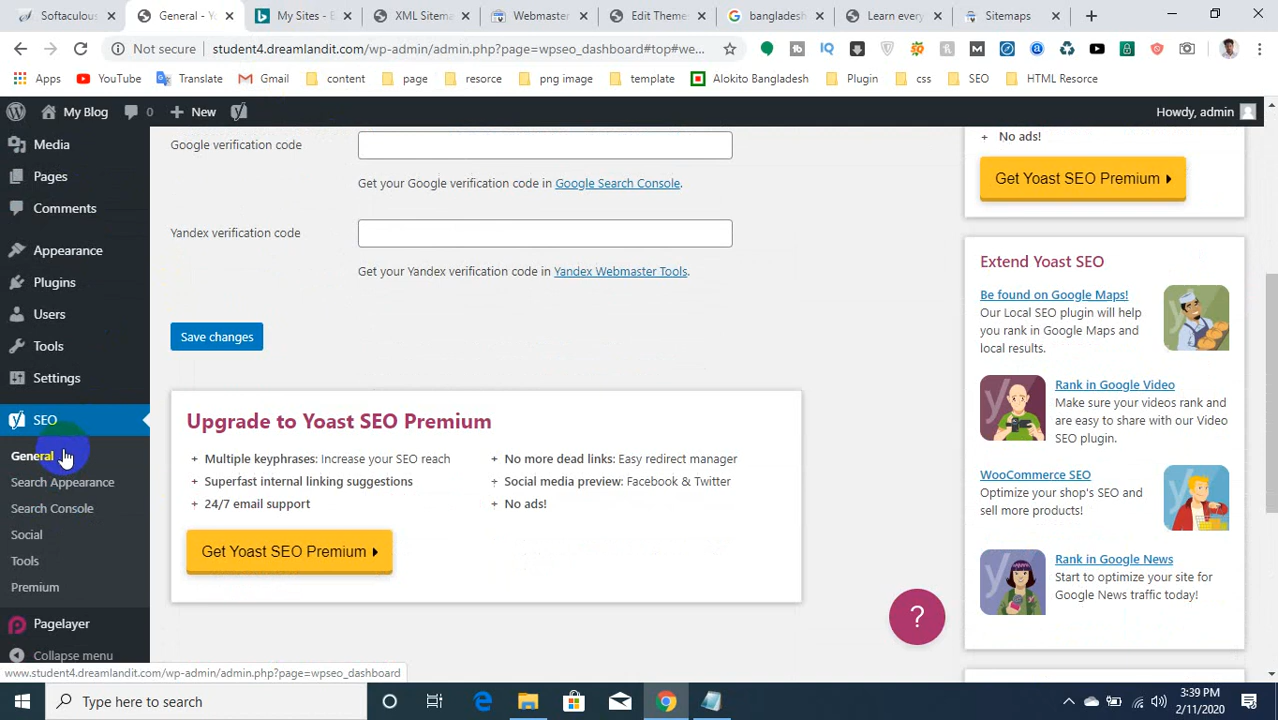 Softaculous
General - Yo
My Sites - E
XML Sitema
Webmaster
Edit Theme
bangladesh
Learn every
Sitemaps
Not secure
student4.dreamlandit.com/wp-admin/admin.php?page=wpseo_dashboard#top#we...
Apps
YouTube
Translate
Gmail
content
page
resorce
png image
template
Alokito Bangladesh
Plugin
css
SEO
HTML Resorce
My Blog
0
New
Howdy, admin
Media
Pages
Comments
Appearance
Plugins
Users
Tools
Settings
SEO
General
Search Appearance
Search Console
Social
Tools
Premium
Pagelayer
Collapse menu
Google verification code
Get your Google verification code in Google Search Console.
Yandex verification code
Get your Yandex verification code in Yandex Webmaster Tools.
Save changes
Upgrade to Yoast SEO Premium
+ Multiple keyphrases: Increase your SEO reach
+ Superfast internal linking suggestions
+ 24/7 email support
+ No more dead links: Easy redirect manager
+ Social media preview: Facebook & Twitter
+ No ads!
Get Yoast SEO Premium
+ No ads!
Get Yoast SEO Premium
Extend Yoast SEO
Be found on Google Maps!
Our Local SEO plugin will help
you rank in Google Maps and
local results.
Rank in Google Video
Make sure your videos rank and
are easy to share with our Video
SEO plugin.
WooCommerce SEO
Optimize your shop's SEO and
sell more products!
Rank in Google News
Start to optimize your site for
Google News traffic today!
?
www.student4.dreamlandit.com/wp-admin/admin.php?page=wpseo_dashboard
Type here to search
3:39 PM
2/11/2020